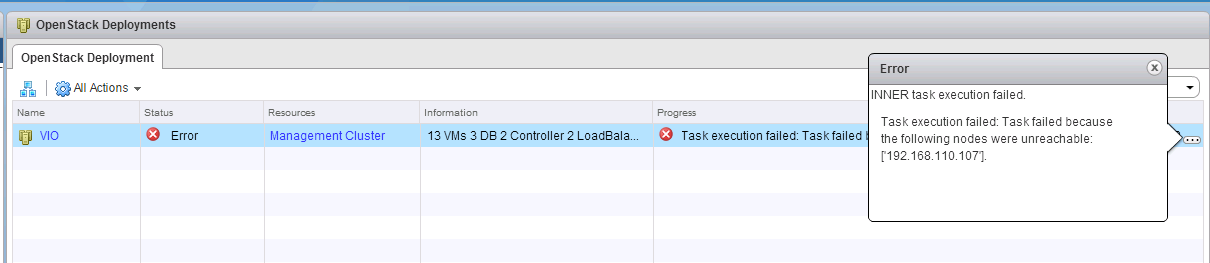 OpenStack Deployments
OpenStack Deployment
All Actions
Name Status Resources Information Progress
VIO Error Management Cluster 13 VMs 3 DB 2 Controller 2 LoadBala... Task execution failed: Task failed b
Error
INNER task execution failed.
Task execution failed: Task failed because
the following nodes were unreachable:
['192.168.110.107'].